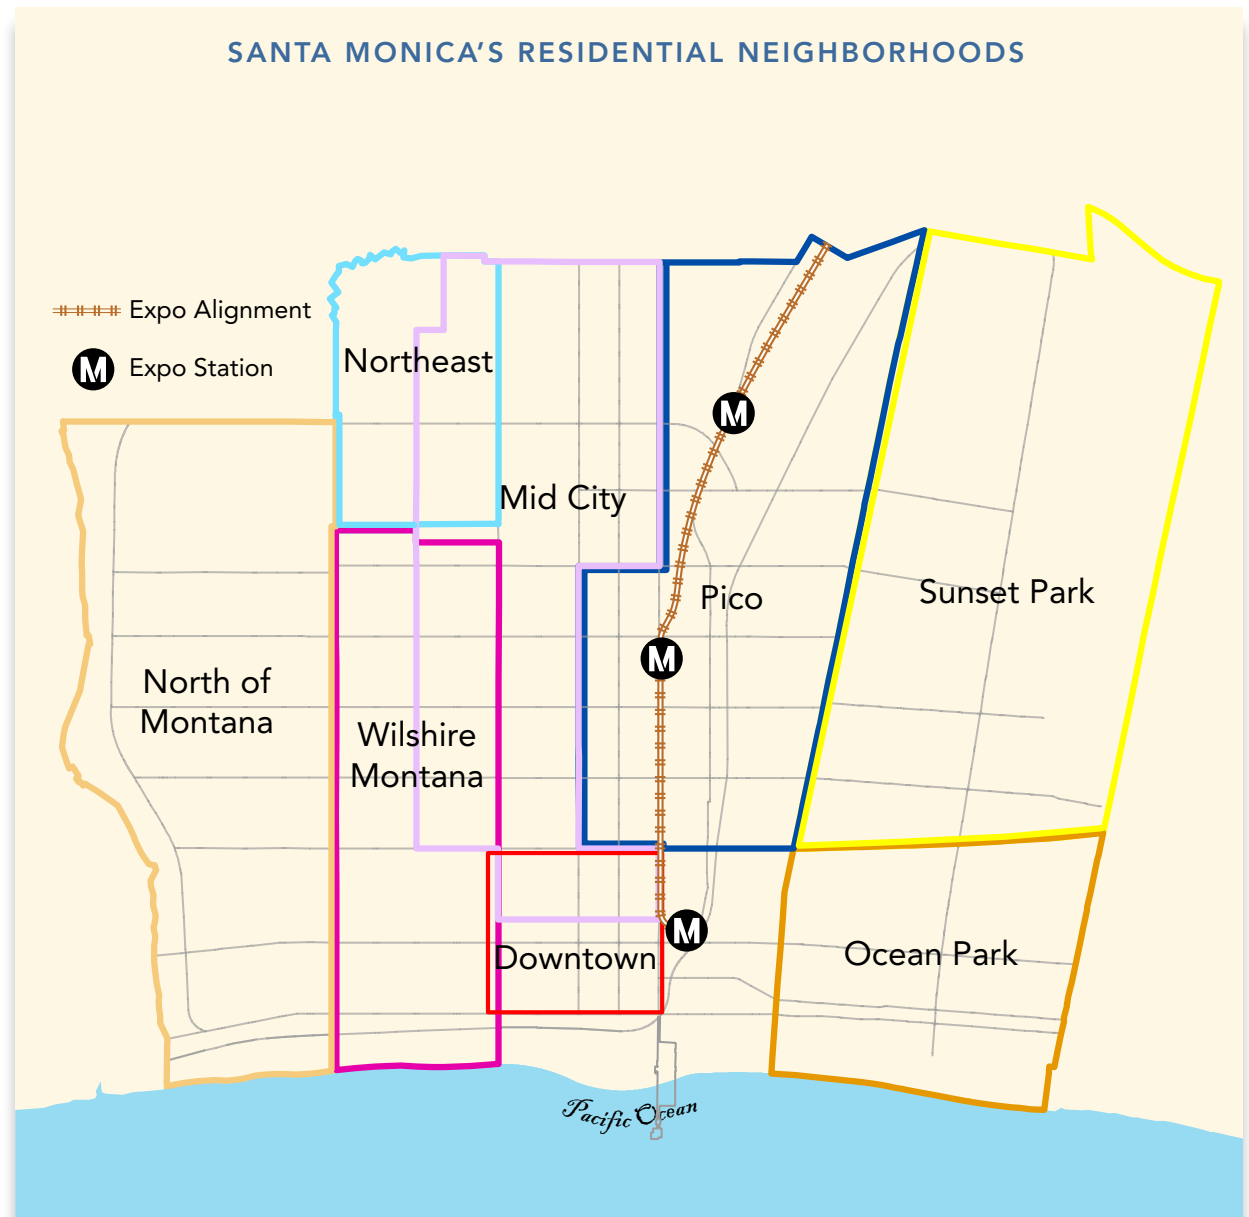 SANTA MONICA'S RESIDENTIAL NEIGHBORHOODS
Expo Alignment
M Expo Station
Northeast
M
Mid City
Pico
Sunset Park
M
North of
Montana
Wilshire
Montana
M
Downtown
Ocean Park
Pacific Ocean